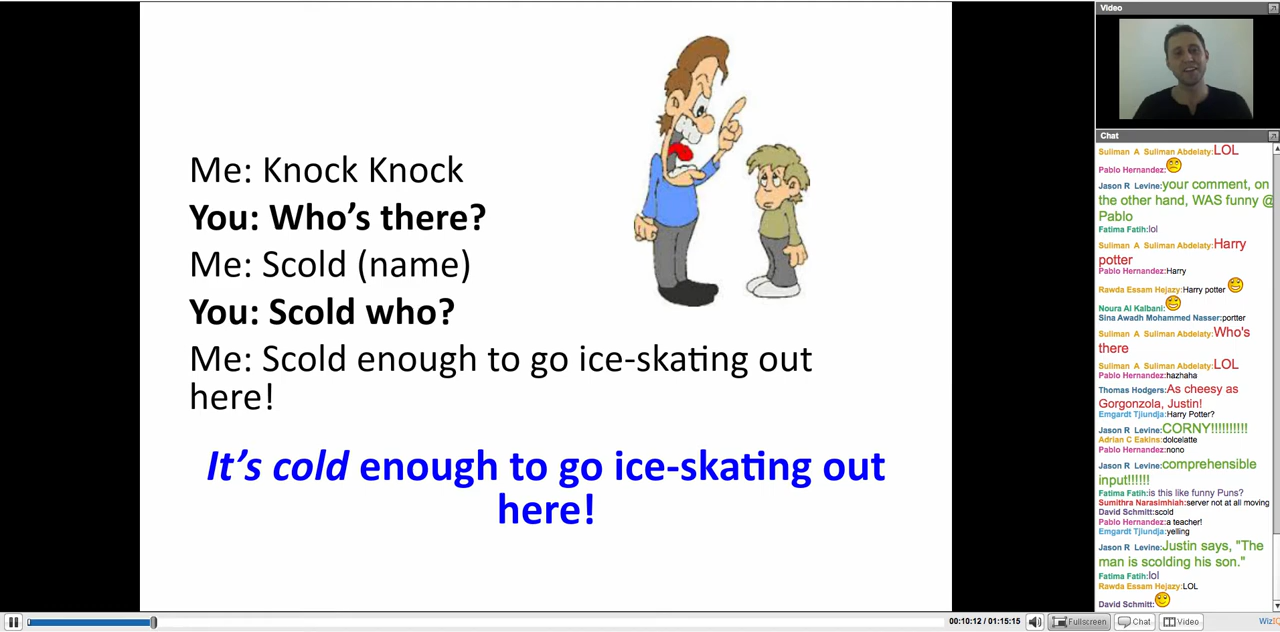 Me: Knock Knock
You: Who's there?
Me: Scold (name)
You: Scold who?
Me: Scold enough to go ice-skating out
here!
It's cold enough to go ice-skating out
here!
Video
Chat
Suliman A Suliman Abdelaty:LOL
Pablo Hernandez:
Jason R Levine:your comment, on
the other hand, WAS funny @
Pablo
Fatima Fatih:lol
Suliman A Suliman Abdelaty:Harry
potter
Pablo Hernandez:Harry
Rawda Essam Hejazy:Harry potter
Noura Al Kalbani:
Sina Awadh Mohammed Nasser:portter
Suliman A Suliman Abdelaty:Who's
there
Suliman A Suliman Abdelaty:LOL
Pablo Hernandez:hazhaha
Thomas Hodgers:As cheesy as
Gorgonzola, Justin!
Emgardt Tjiundja:Harry Potter?
Jason R Levine:CORNY!!!!!!!!!!
Adrian C Eakins:dolcelatte
Pablo Hernandez:nono
Jason R Levine:comprehensible
input!!!!!!
Fatima Fatih:is this like funny Puns?
Sumithra Narasimhiah:server not at all moving
David Schmitt:scold
Pablo Hernandez:a teacher!
Emgardt Tjiundja:yelling
Jason R Levine:Justin says, "The
man is scolding his son."
Fatima Fatih:lol
Rawda Essam Hejazy:LOL
David Schmitt:
00:10:12 / 01:15:15
Fullscreen
Chat
Video
WizIQ